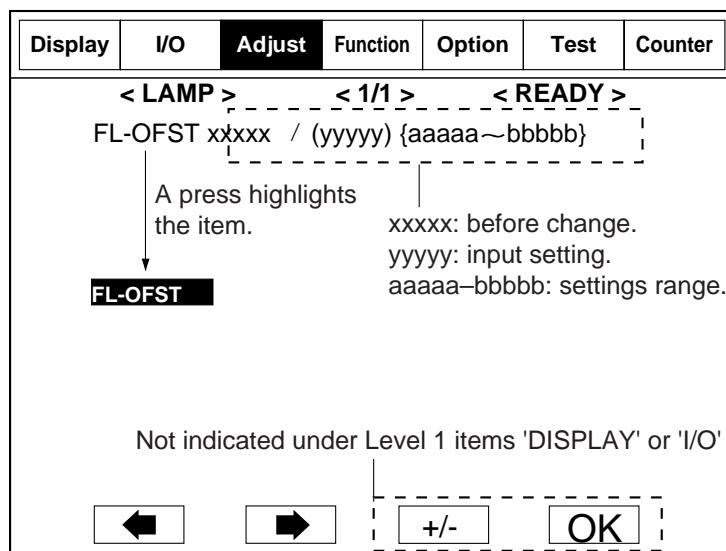 Display I/O Adjust Function Option Test Counter
< LAMP > < 1/1 > < READY >
FL-OFST xxxxx / (yyyyy) {aaaaa～bbbbb}
A press highlights
the item.
xxxxx: before change.
yyyyy: input setting.
aaaaa–bbbbb: settings range.
FL-OFST
Not indicated under Level 1 items 'DISPLAY' or 'I/O'
+/- OK